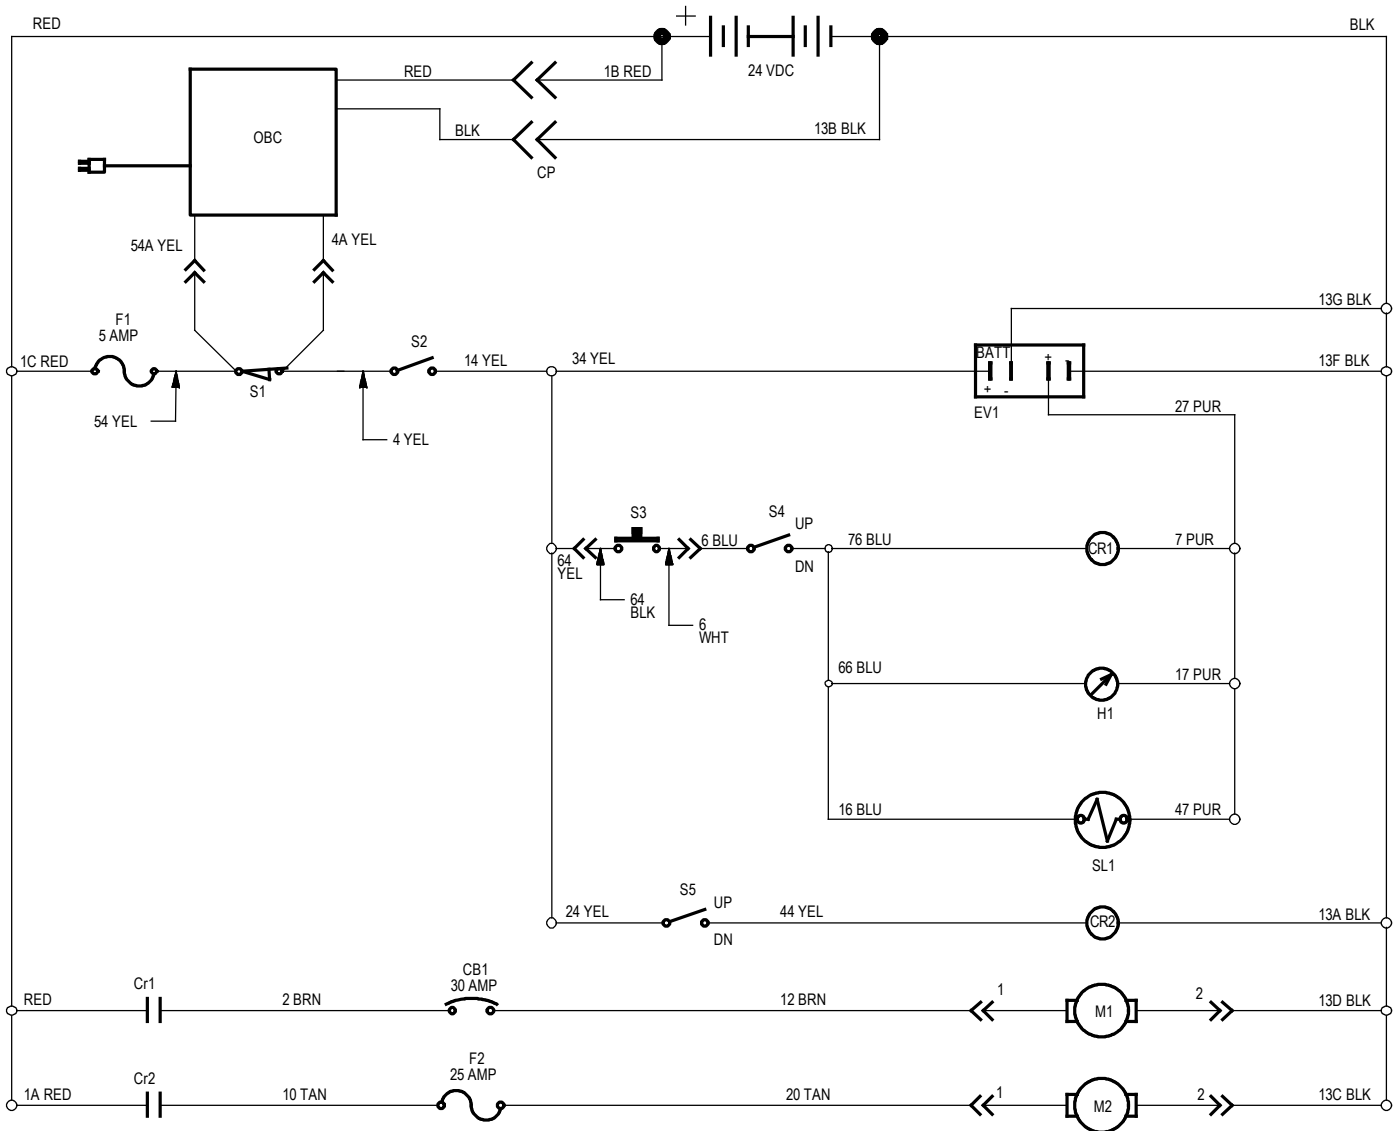 RED
+
BLK
24 VDC
RED
1B RED
BLK
13B BLK
CP
OBC
54A YEL
4A YEL
F1
5 AMP
1C RED
54 YEL
S1
4 YEL
S2
14 YEL
34 YEL
BATT
+
-
+
-
EV1
13G BLK
13F BLK
27 PUR
64
YEL
S3
64
BLK
6
WHT
6 BLU
S4
UP
DN
76 BLU
CR1
7 PUR
66 BLU
H1
17 PUR
16 BLU
SL1
47 PUR
24 YEL
S5
UP
DN
44 YEL
CR2
13A BLK
RED
Cr1
2 BRN
CB1
30 AMP
12 BRN
1
M1
2
13D BLK
1A RED
Cr2
10 TAN
F2
25 AMP
20 TAN
1
M2
2
13C BLK